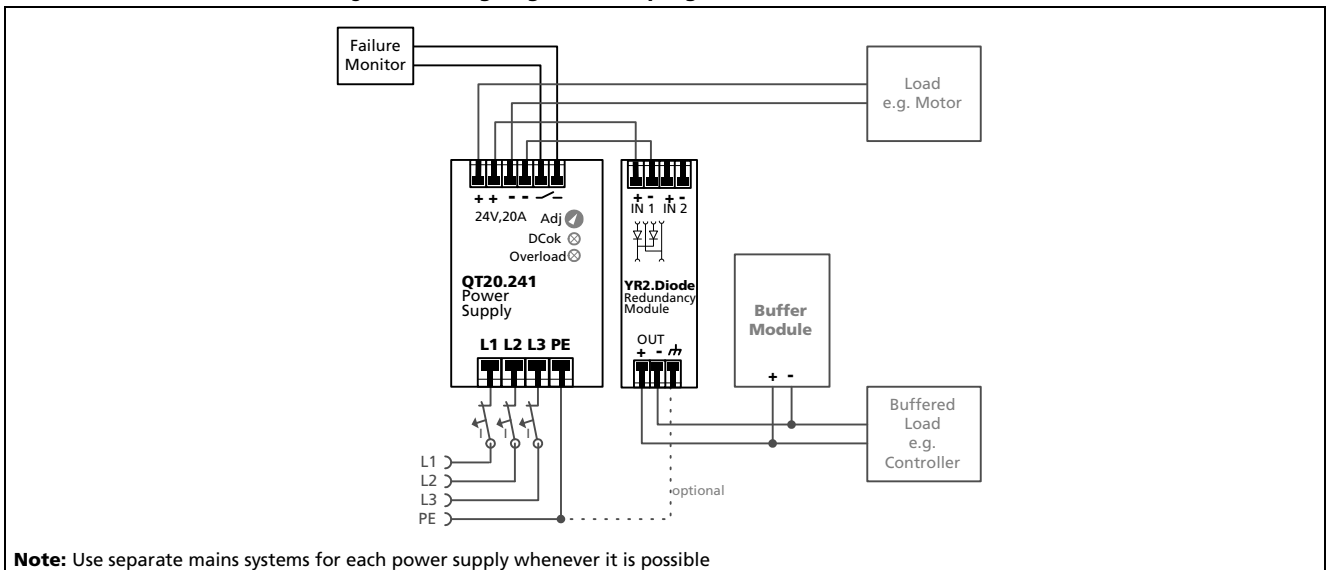 Failure
Monitor
Load
e.g. Motor
+ + - -
24V,20A
Adj
DCok
Overload
QT20.241
Power
Supply
L1 L2 L3 PE
+ - + -
IN 1 IN 2
YR2.Diode
Redundancy
Module
OUT
+ -
Buffer
Module
+ -
Buffered
Load
e.g.
Controller
L1
L2
L3
PE
I
I
I
optional
Note: Use separate mains systems for each power supply whenever it is possible